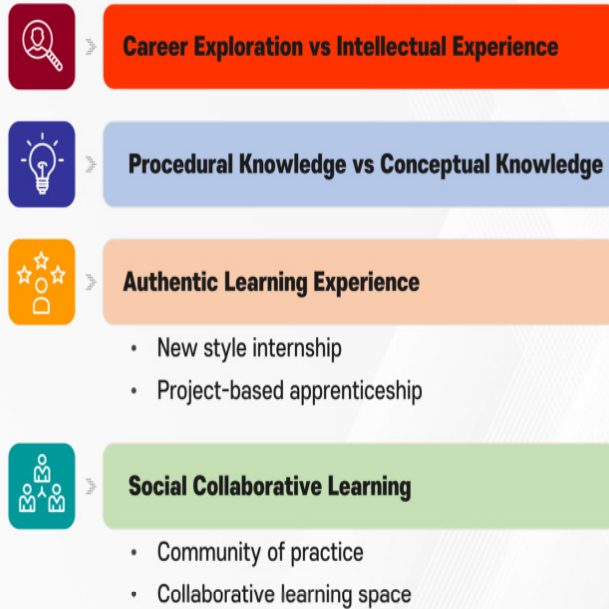 Career Exploration vs Intellectual Experience
Procedural Knowledge vs Conceptual Knowledge
Authentic Learning Experience
• New style internship
• Project-based apprenticeship
Social Collaborative Learning
• Community of practice
• Collaborative learning space